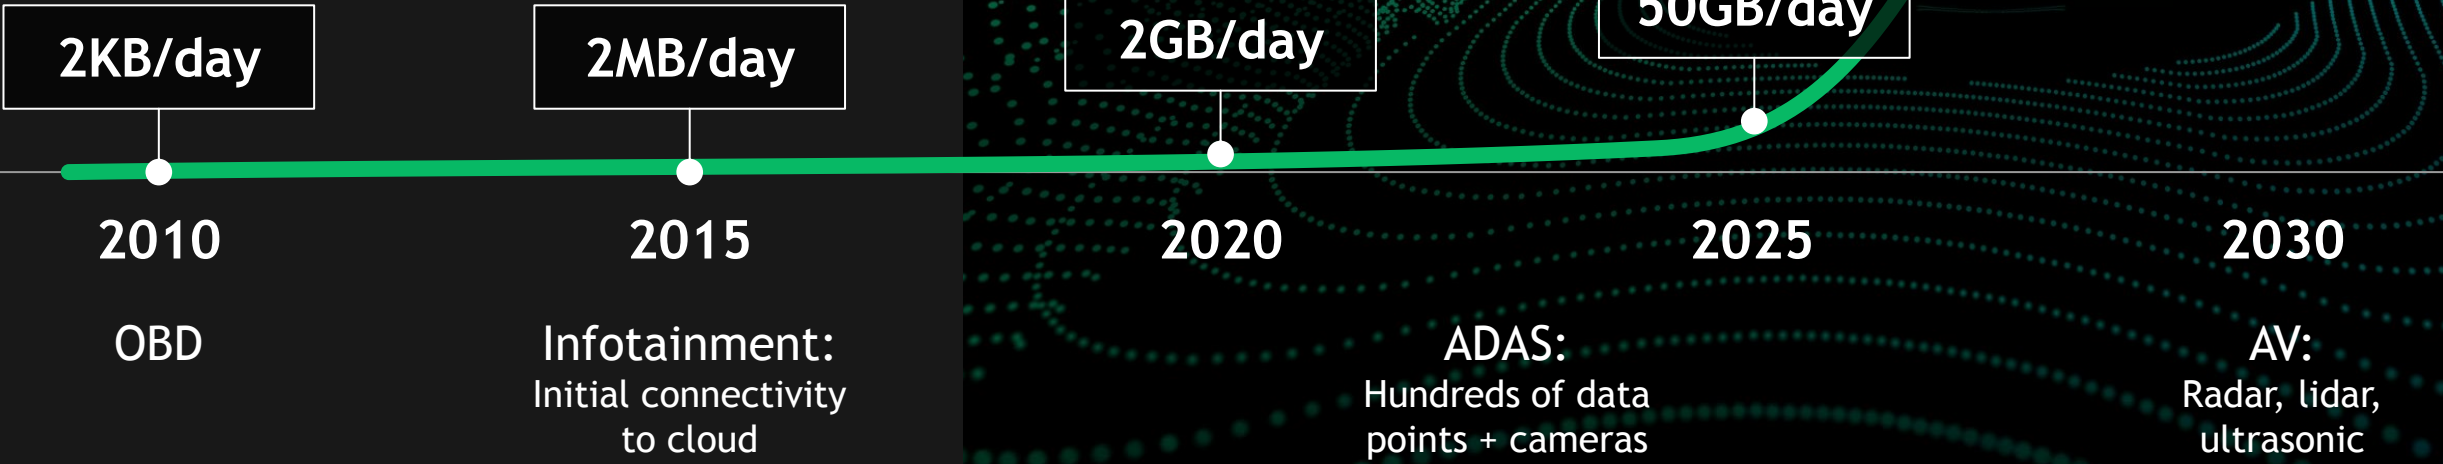 2KB/day
2MB/day
2GB/day
50GB/day
2010
2015
2020
2025
2030
OBD
Infotainment:
Initial connectivity
to cloud
ADAS:
Hundreds of data
points + cameras
AV:
Radar, lidar,
ultrasonic